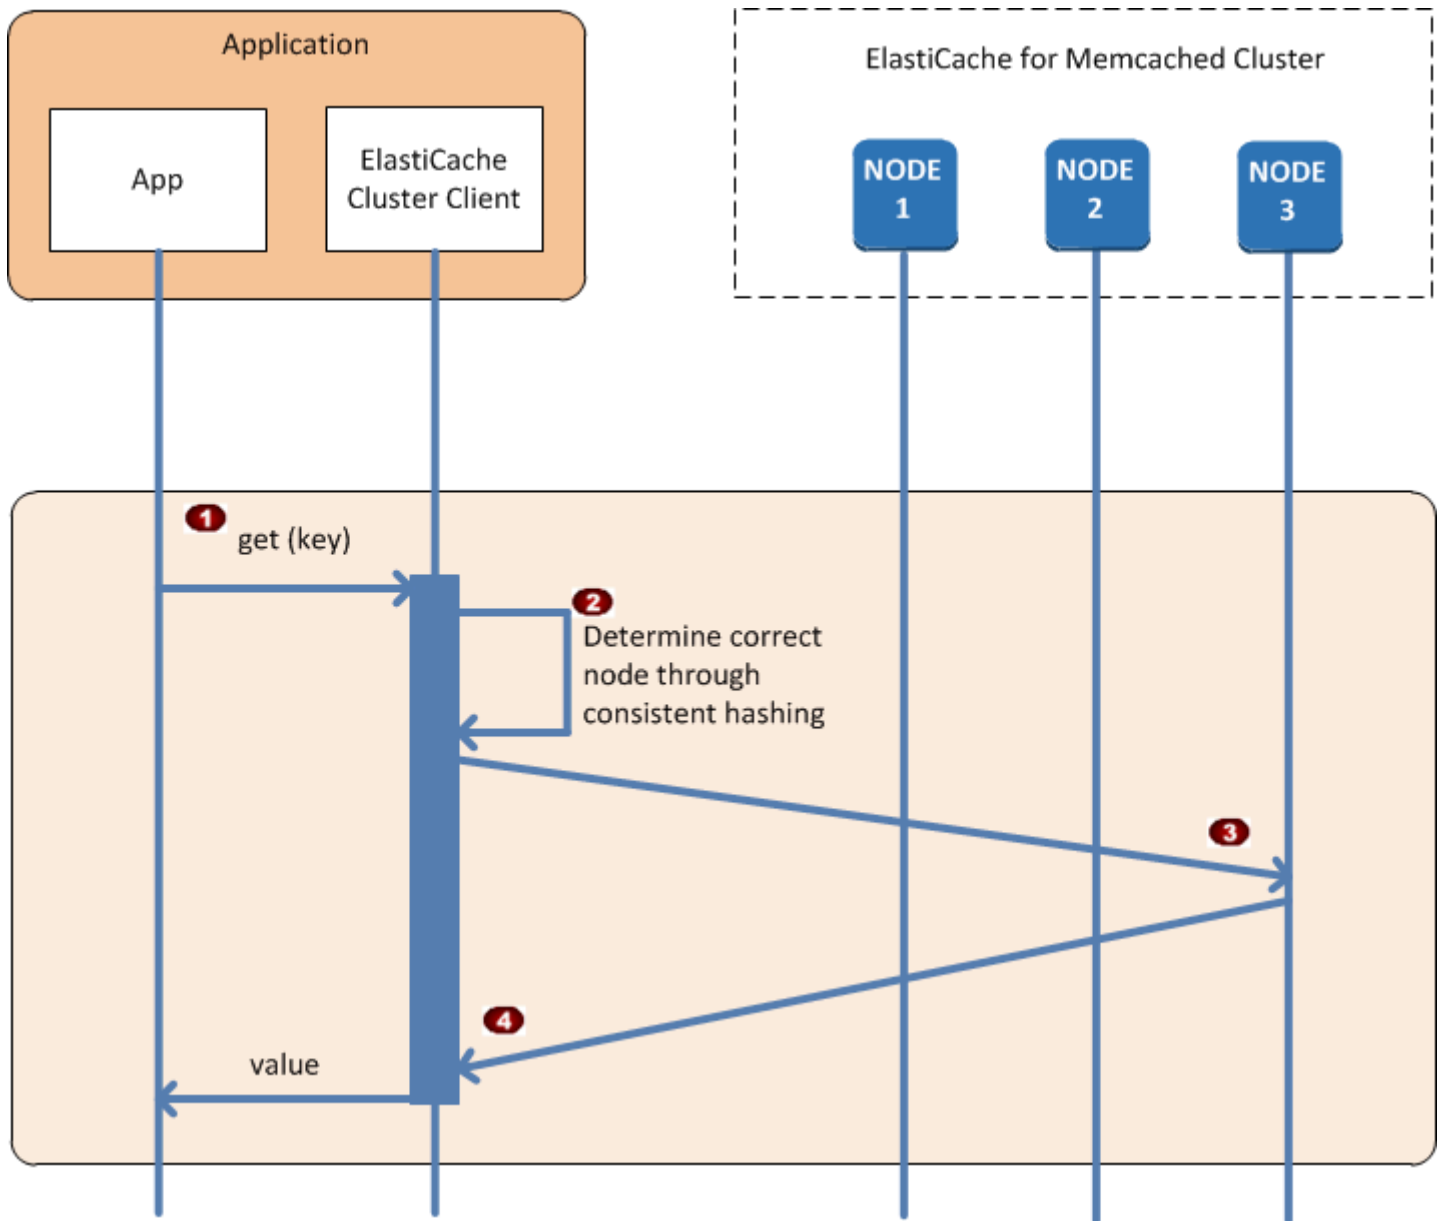 Application
App
ElastiCache
Cluster Client
ElastiCache for Memcached Cluster
NODE
1
NODE
2
NODE
3
1
get (key)
2
Determine correct
node through
consistent hashing
3
4
value